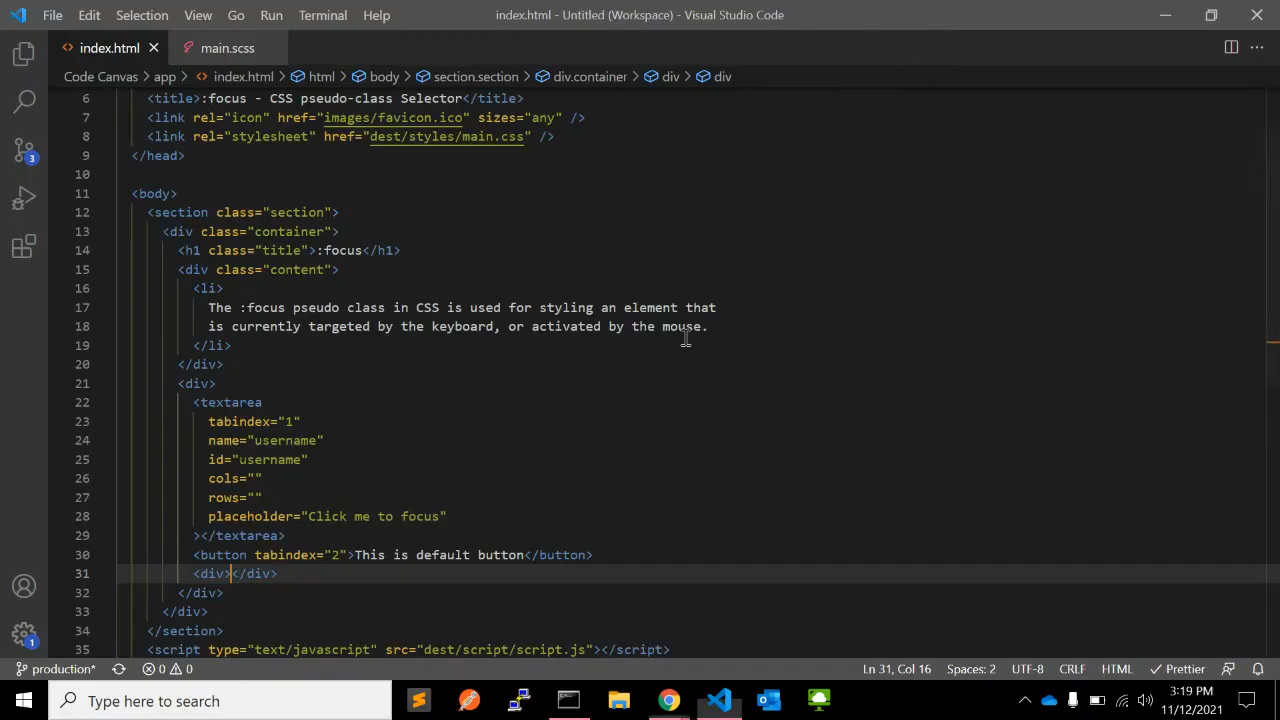 File Edit Selection View Go Run Terminal Help index.html - Untitled (Workspace) - Visual Studio Code
index.html main.scss
Code Canvas > app > index.html > html > body > section.section > div.container > div > div
6 <title>:focus - CSS pseudo-class Selector</title>
7 <link rel="icon" href="images/favicon.ico" sizes="any" />
8 <link rel="stylesheet" href="dest/styles/main.css" />
9 </head>
10
11 <body>
12 <section class="section">
13 <div class="container">
14 <h1 class="title">:focus</h1>
15 <div class="content">
16 <li>
17 The :focus pseudo class in CSS is used for styling an element that
18 is currently targeted by the keyboard, or activated by the mouse.
19 </li>
20 </div>
21 <div>
22 <textarea
23 tabindex="1"
24 name="username"
25 id="username"
26 cols=""
27 rows=""
28 placeholder="Click me to focus"
29 ></textarea>
30 <button tabindex="2">This is default button</button>
31 <div></div>
32 </div>
33 </div>
34 </section>
35 <script type="text/javascript" src="dest/script/script.js"></script>
3
1
production* 0 0 Ln 31, Col 16 Spaces: 2 UTF-8 CRLF HTML Prettier
Type here to search
3:19 PM
11/12/2021